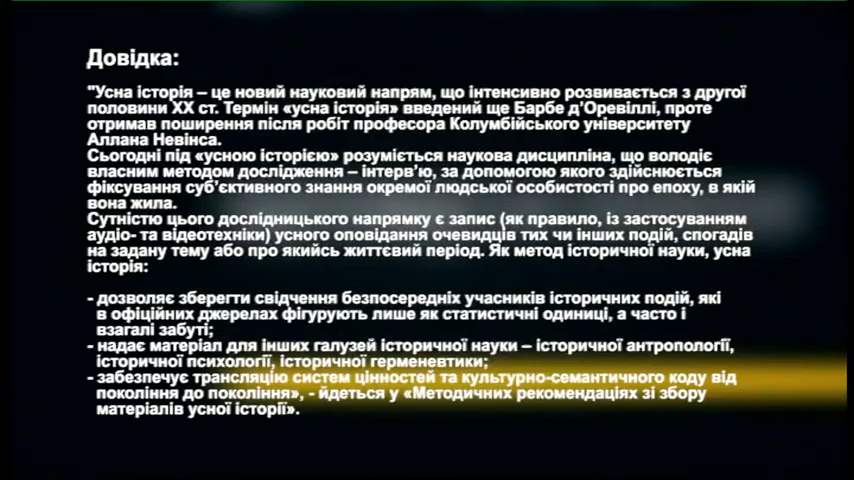 Довідка:
"Усна історія – це новий науковий напрям, що інтенсивно розвивається з другої
половини ХХ ст. Термін «усна історія» введений ще Барбе д’Оревіллі, проте
отримав поширення після робіт професора Колумбійського університету
Аллана Невінса.
Сьогодні під «усною історією» розуміється наукова дисципліна, що володіє
власним методом дослідження – інтерв’ю, за допомогою якого здійснюється
фіксування суб’єктивного знання окремої людської особистості про епоху, в якій
вона жила.
Сутністю цього дослідницького напрямку є запис (як правило, із застосуванням
аудіо- та відеотехніки) усного оповідання очевидців тих чи інших подій, спогадів
на задану тему або про якийсь життєвий період. Як метод історичної науки, усна
історія:
- дозволяє зберегти свідчення безпосередніх учасників історичних подій, які
в офіційних джерелах фігурують лише як статистичні одиниці, а часто і
взагалі забуті;
- надає матеріал для інших галузей історичної науки – історичної антропології,
історичної психології, історичної герменевтики;
- забезпечує трансляцію систем цінностей та культурно-семантичного коду від
покоління до покоління», - йдеться у «Методичних рекомендаціях зі збору
матеріалів усної історії».